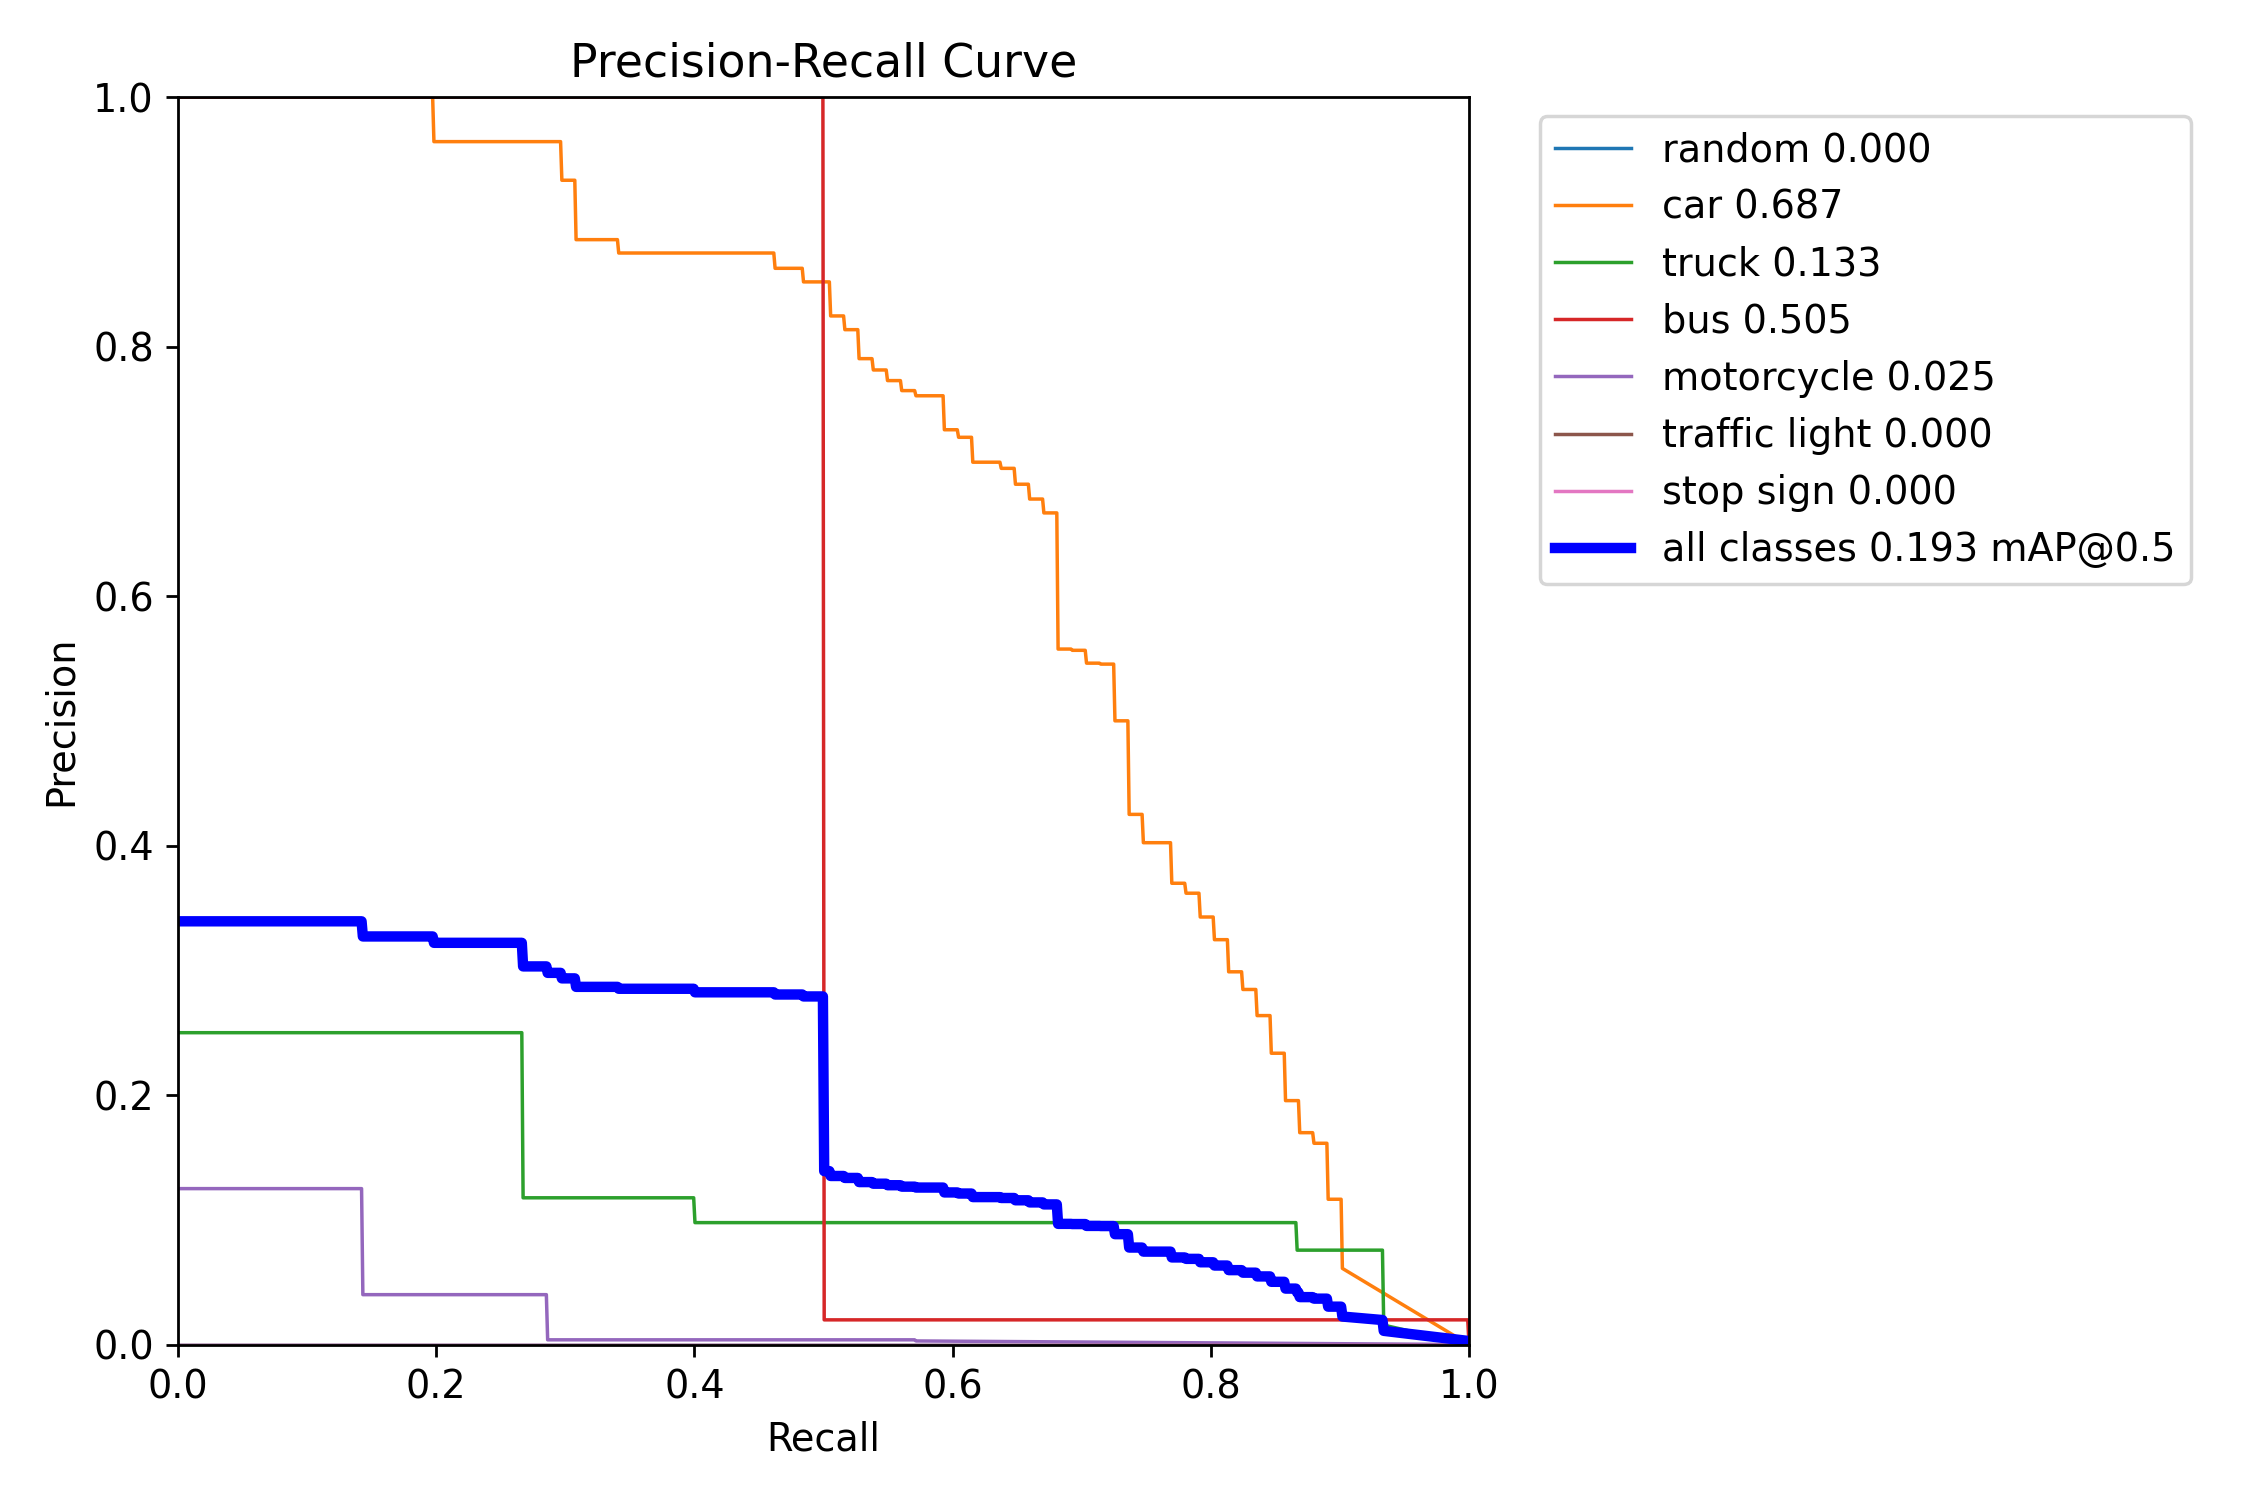 Precision-Recall Curve
1.0
0.8
0.6
0.4
0.2
0.0
Precision
0.0 0.2 0.4 0.6 0.8 1.0
Recall
random 0.000
car 0.687
truck 0.133
bus 0.505
motorcycle 0.025
traffic light 0.000
stop sign 0.000
all classes 0.193 mAP@0.5